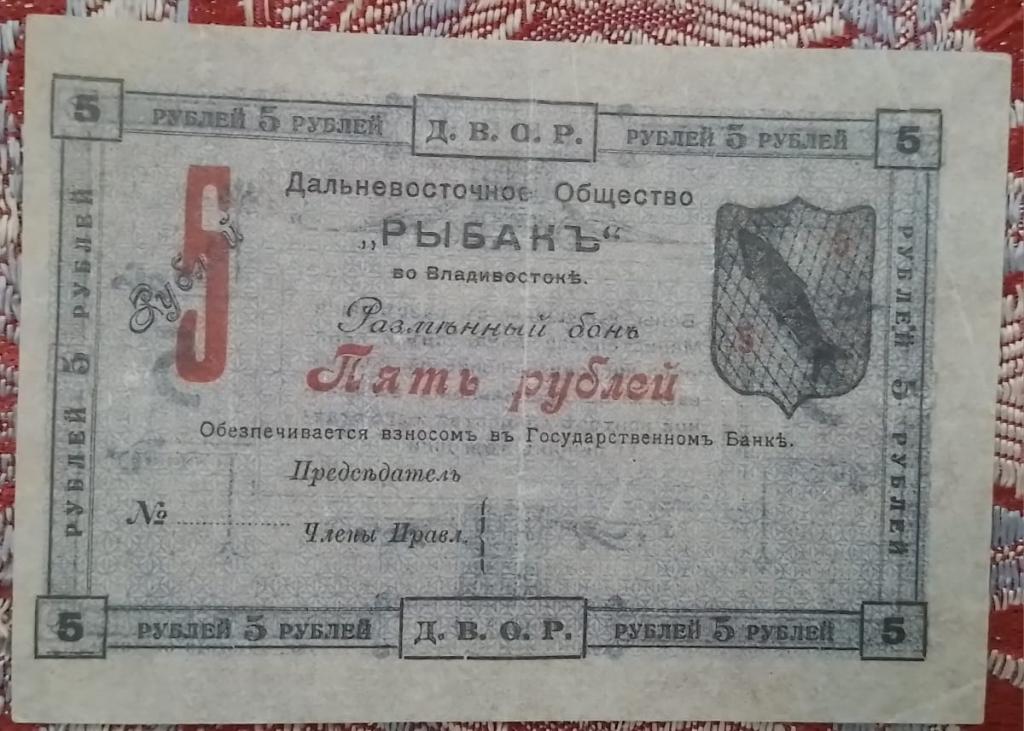 5 РУБЛЕЙ 5 РУБЛЕЙ Д. В. О. Р. РУБЛЕЙ 5 РУБЛЕЙ 5
5 Рублей
Дальневосточное Общество
„РЫБАКЪ“
во Владивостокѣ.
Размѣнный бонъ
Пять рублей
Обезпечивается взносомъ въ Государственномъ Банкѣ.
Предсѣдатель
№
Члены Правл.
РУБЛЕЙ 5 РУБЛЕЙ
РУБЛЕЙ 5 РУБЛЕЙ
5 РУБЛЕЙ 5 РУБЛЕЙ Д. В. О. Р. РУБЛЕЙ 5 РУБЛЕЙ 5